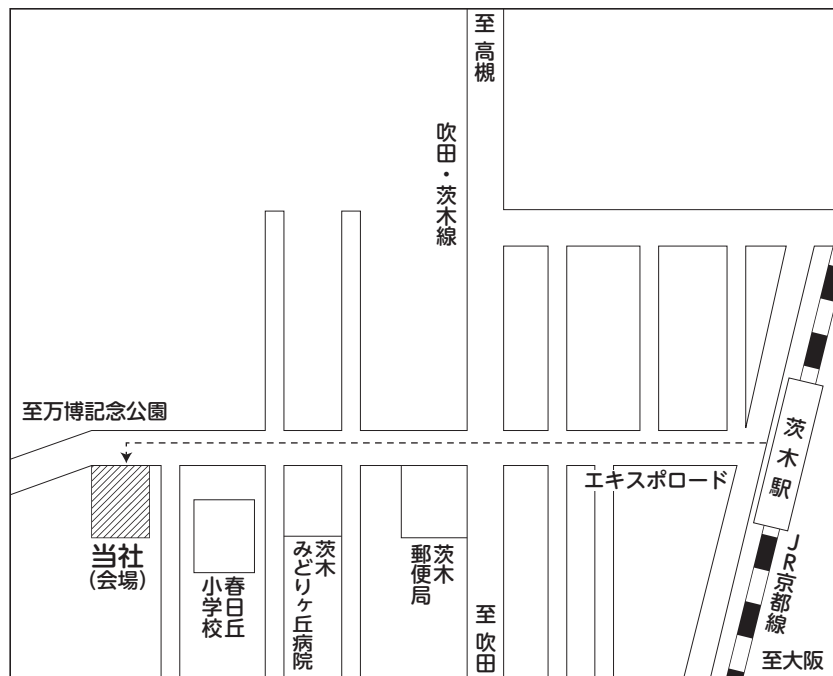 至 高槻
吹田・茨木線
至万博記念公園
茨木駅
エキスポロード
当社
(会場)
春日丘
小学校
茨木
みどりヶ丘病院
茨木
郵便局
至 吹田
JR京都線
至大阪